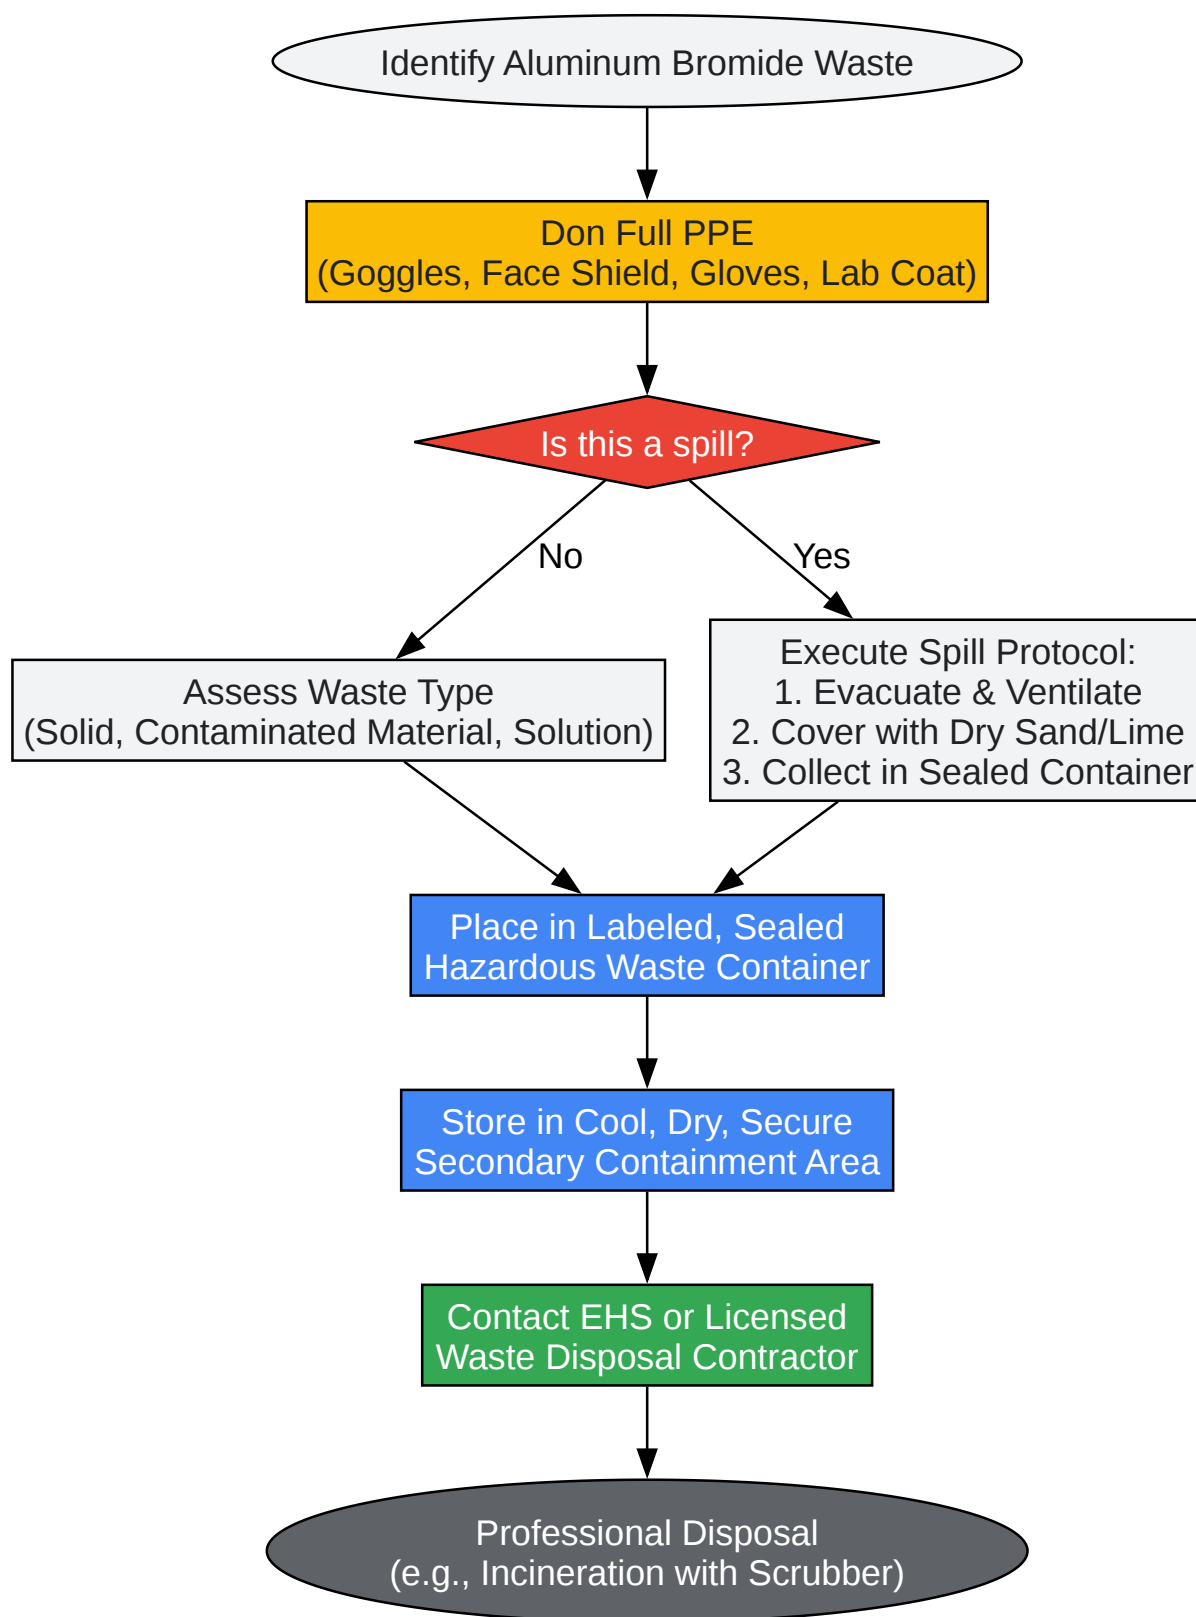 Identify Aluminum Bromide Waste
Don Full PPE
(Goggles, Face Shield, Gloves, Lab Coat)
Is this a spill?
No
Yes
Assess Waste Type
(Solid, Contaminated Material, Solution)
Execute Spill Protocol:
1. Evacuate & Ventilate
2. Cover with Dry Sand/Lime
3. Collect in Sealed Container
Place in Labeled, Sealed
Hazardous Waste Container
Store in Cool, Dry, Secure
Secondary Containment Area
Contact EHS or Licensed
Waste Disposal Contractor
Professional Disposal
(e.g., Incineration with Scrubber)